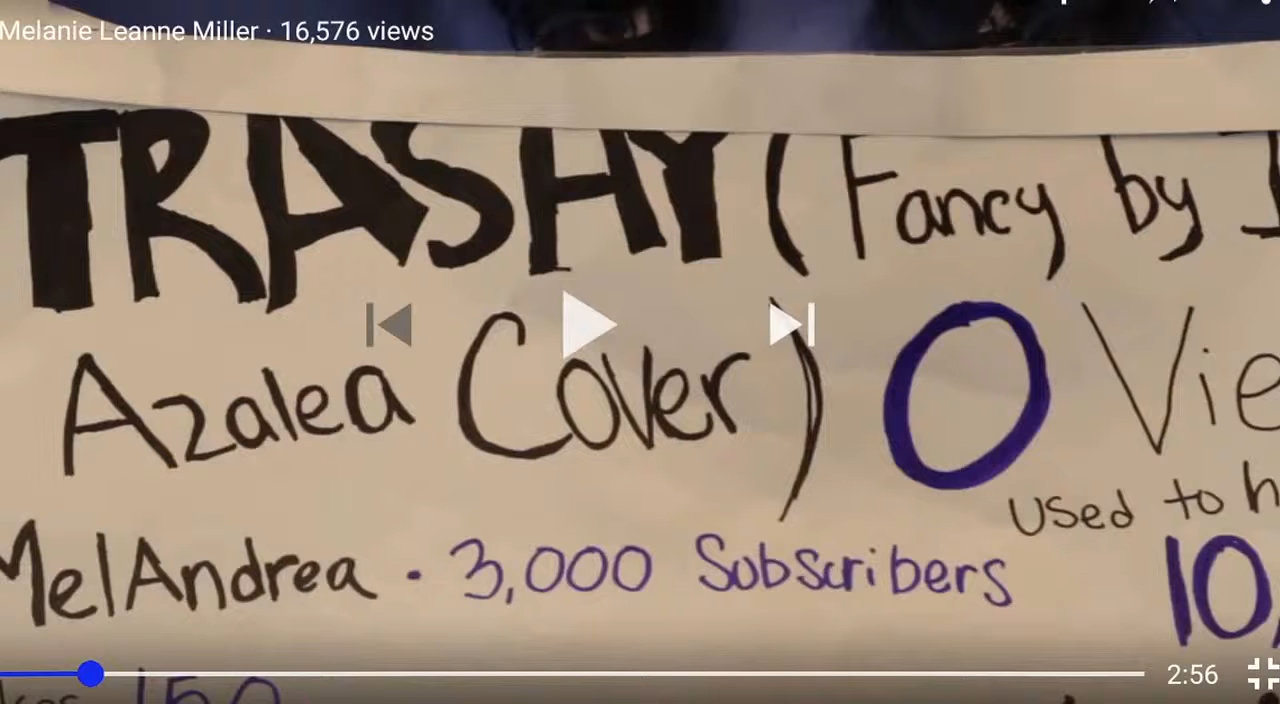 Melanie Leanne Miller · 16,576 views
TRASHY (Fancy by I
Azalea Cover) 0 Vie
used to h
MelAndrea · 3,000 Subscribers
10,
150
2:56